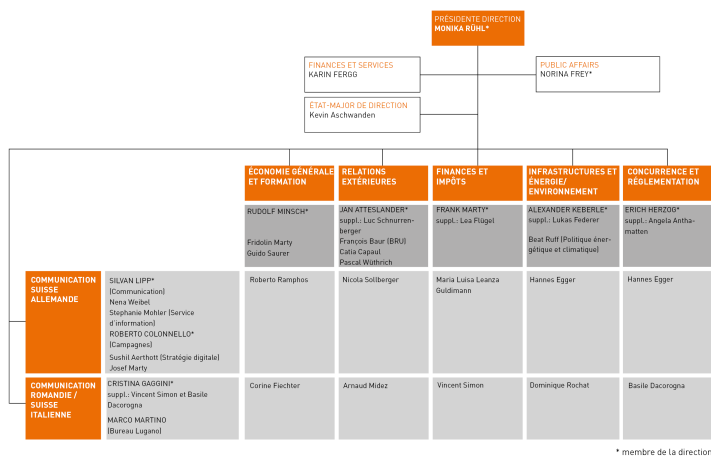 PRÉSIDENTE DIRECTION
MONIKA RÜHL*
FINANCES ET SERVICES
KARIN FERGG
PUBLIC AFFAIRS
NORINA FREY*
ÉTAT-MAJOR DE DIRECTION
Kevin Aschwanden
ÉCONOMIE GÉNÉRALE
ET FORMATION
RELATIONS
EXTÉRIEURES
FINANCES ET
IMPÔTS
INFRASTRUCTURES ET
ÉNERGIE/
ENVIRONNEMENT
CONCURRENCE ET
RÉGLEMENTATION
RUDOLF MINSCH*
Fridolin Marty
Guido Saurer
JAN ATTESLANDER*
suppl.: Luc Schnurren-
berger
François Baur (BRU)
Catia Capaul
Pascal Wüthrich
FRANK MARTY*
suppl.: Lea Flügel
ALEXANDER KEBERLE*
suppl.: Lukas Federer
Beat Ruff (Politique éner-
gétique et climatique)
ERICH HERZOG*
suppl.: Angela Antha-
matten
COMMUNICATION
SUISSE
ALLEMANDE
SILVAN LIPP*
(Communication)
Nena Weibel
Stephanie Mohler (Service
d'information)
ROBERTO COLONNELLO*
(Campagnes)
Sushil Aerthott (Stratégie digitale)
Josef Marty
Roberto Ramphos
Nicola Sollberger
Maria Luisa Leanza
Guldimann
Hannes Egger
Hannes Egger
COMMUNICATION
ROMANDIE /
SUISSE
ITALIENNE
CRISTINA GAGGINI*
suppl.: Vincent Simon et Basile
Dacorogna
MARCO MARTINO
(Bureau Lugano)
Corine Fiechter
Arnaud Midez
Vincent Simon
Dominique Rochat
Basile Dacorogna
* membre de la direction